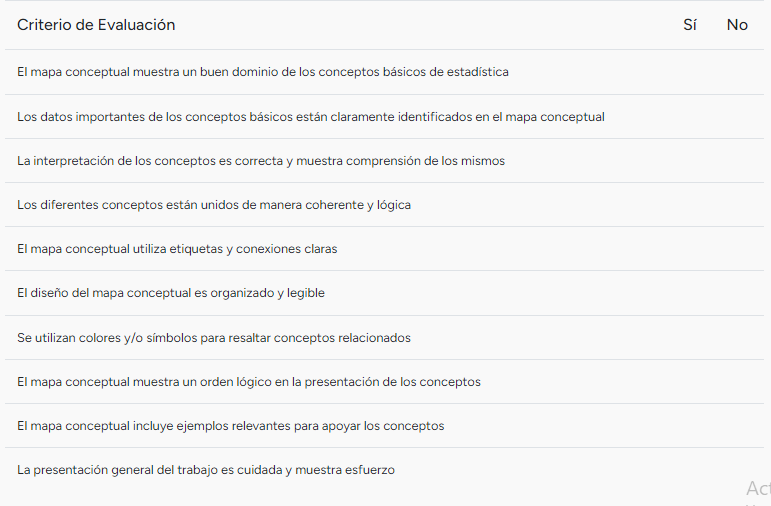 Criterio de Evaluación Sí No
El mapa conceptual muestra un buen dominio de los conceptos básicos de estadística
Los datos importantes de los conceptos básicos están claramente identificados en el mapa conceptual
La interpretación de los conceptos es correcta y muestra comprensión de los mismos
Los diferentes conceptos están unidos de manera coherente y lógica
El mapa conceptual utiliza etiquetas y conexiones claras
El diseño del mapa conceptual es organizado y legible
Se utilizan colores y/o símbolos para resaltar conceptos relacionados
El mapa conceptual muestra un orden lógico en la presentación de los conceptos
El mapa conceptual incluye ejemplos relevantes para apoyar los conceptos
La presentación general del trabajo es cuidada y muestra esfuerzo
Act